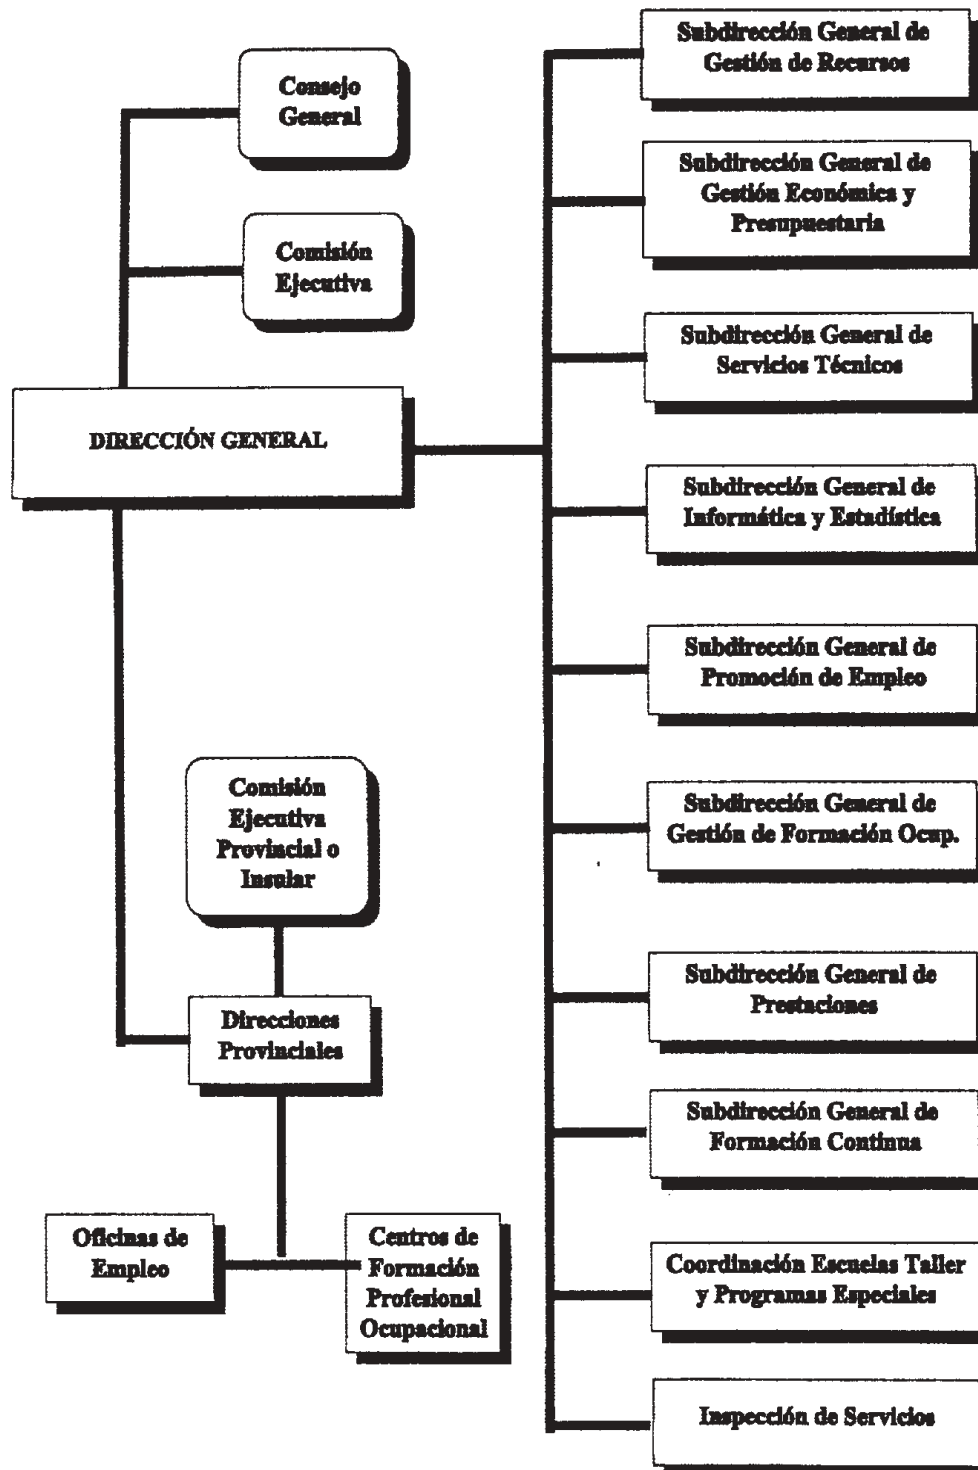 Consejo
General
Comisión
Ejecutiva
DIRECCIÓN GENERAL
Comisión
Ejecutiva
Provincial o
Insular
Direcciones
Provinciales
Oficinas de
Empleo
Centros de
Formación
Profesional
Ocupacional
Subdirección General de
Gestión de Recursos
Subdirección General de
Gestión Económica y
Presupuestaria
Subdirección General de
Servicios Técnicos
Subdirección General de
Informática y Estadística
Subdirección General de
Promoción de Empleo
Subdirección General de
Gestión de Formación Ocup.
Subdirección General de
Prestaciones
Subdirección General de
Formación Continua
Coordinación Escuelas Taller
y Programas Especiales
Inspección de Servicios